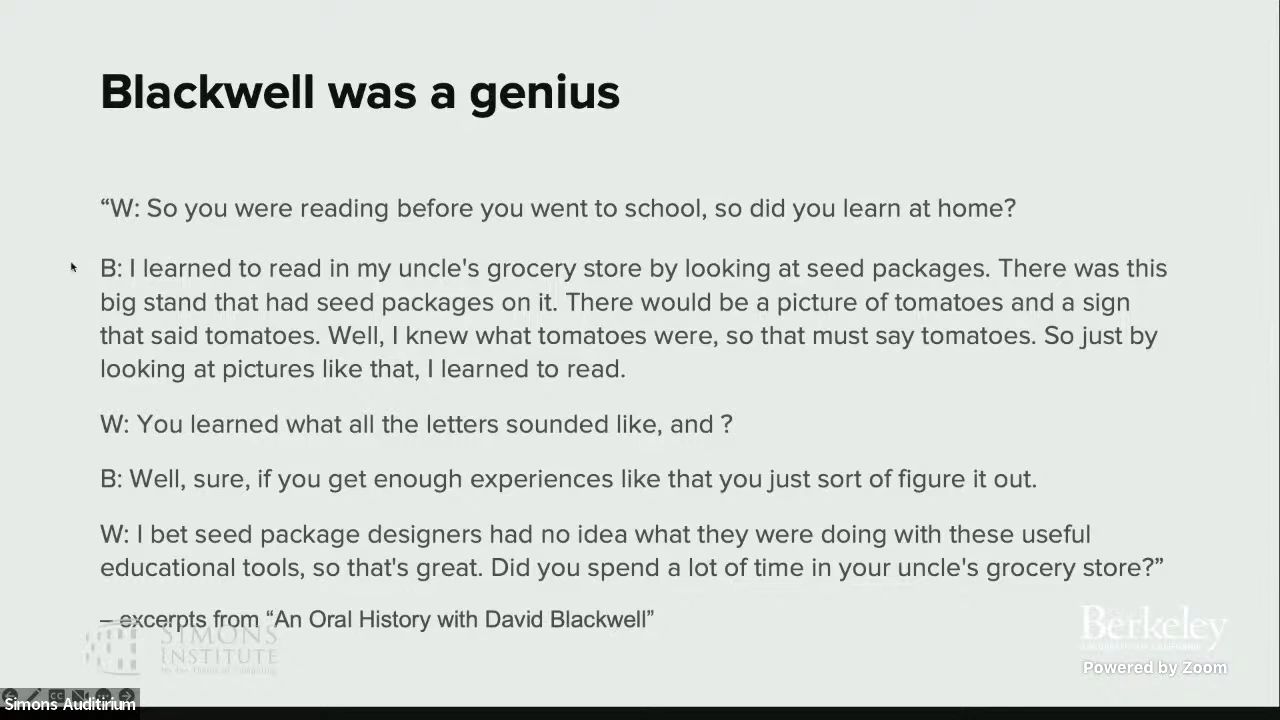 Blackwell was a genius
“W: So you were reading before you went to school, so did you learn at home?
B: I learned to read in my uncle's grocery store by looking at seed packages. There was this
big stand that had seed packages on it. There would be a picture of tomatoes and a sign
that said tomatoes. Well, I knew what tomatoes were, so that must say tomatoes. So just by
looking at pictures like that, I learned to read.
W: You learned what all the letters sounded like, and ?
B: Well, sure, if you get enough experiences like that you just sort of figure it out.
W: I bet seed package designers had no idea what they were doing with these useful
educational tools, so that's great. Did you spend a lot of time in your uncle's grocery store?”
– excerpts from “An Oral History with David Blackwell”
SIMONS
INSTITUTE
for the Theory of Computing
Berkeley
Powered by Zoom
CC
Simons Auditirium